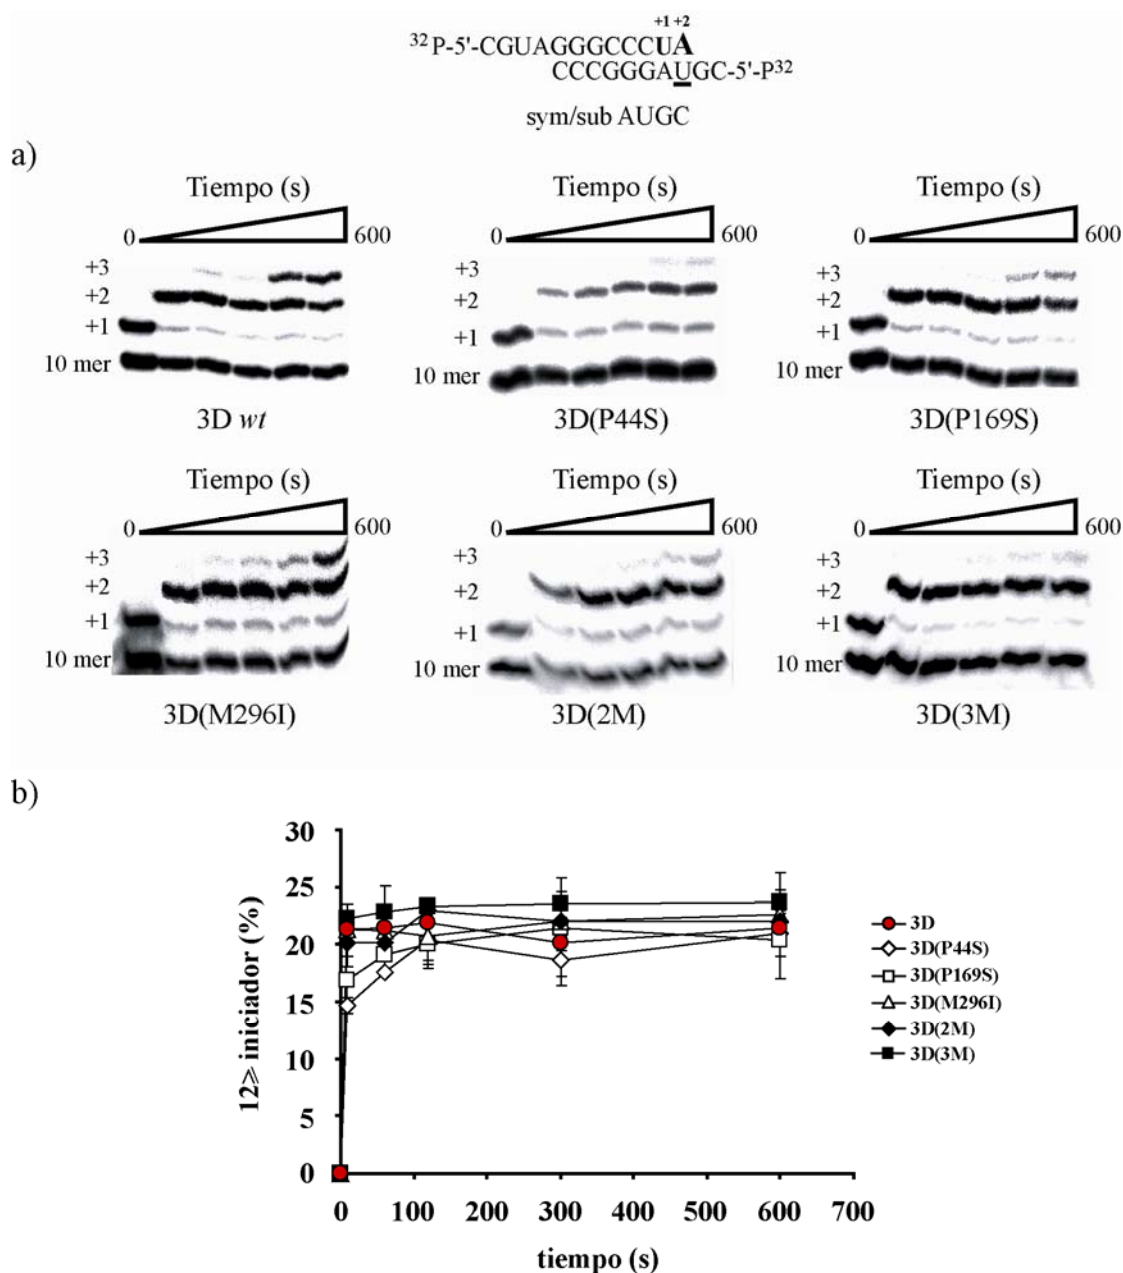 +1 +2
32P-5'-CGUAGGGCCCUA
CCCGGGAUGC-5'-P32
sym/sub AUGC
a)
Tiempo (s) Tiempo (s) Tiempo (s)
0 600 0 600 0 600
+3 +3 +3
+2 +2 +2
+1 +1 +1
10 mer 10 mer 10 mer
3D wt 3D(P44S) 3D(P169S)
Tiempo (s) Tiempo (s) Tiempo (s)
0 600 0 600 0 600
+3 +3 +3
+2 +2 +2
+1 +1 +1
10 mer 10 mer 10 mer
3D(M296I) 3D(2M) 3D(3M)
b)
12≥ iniciador (%)
30
25
20
15
10
5
0
0 100 200 300 400 500 600 700
tiempo (s)
3D
3D(P44S)
3D(P169S)
3D(M296I)
3D(2M)
3D(3M)